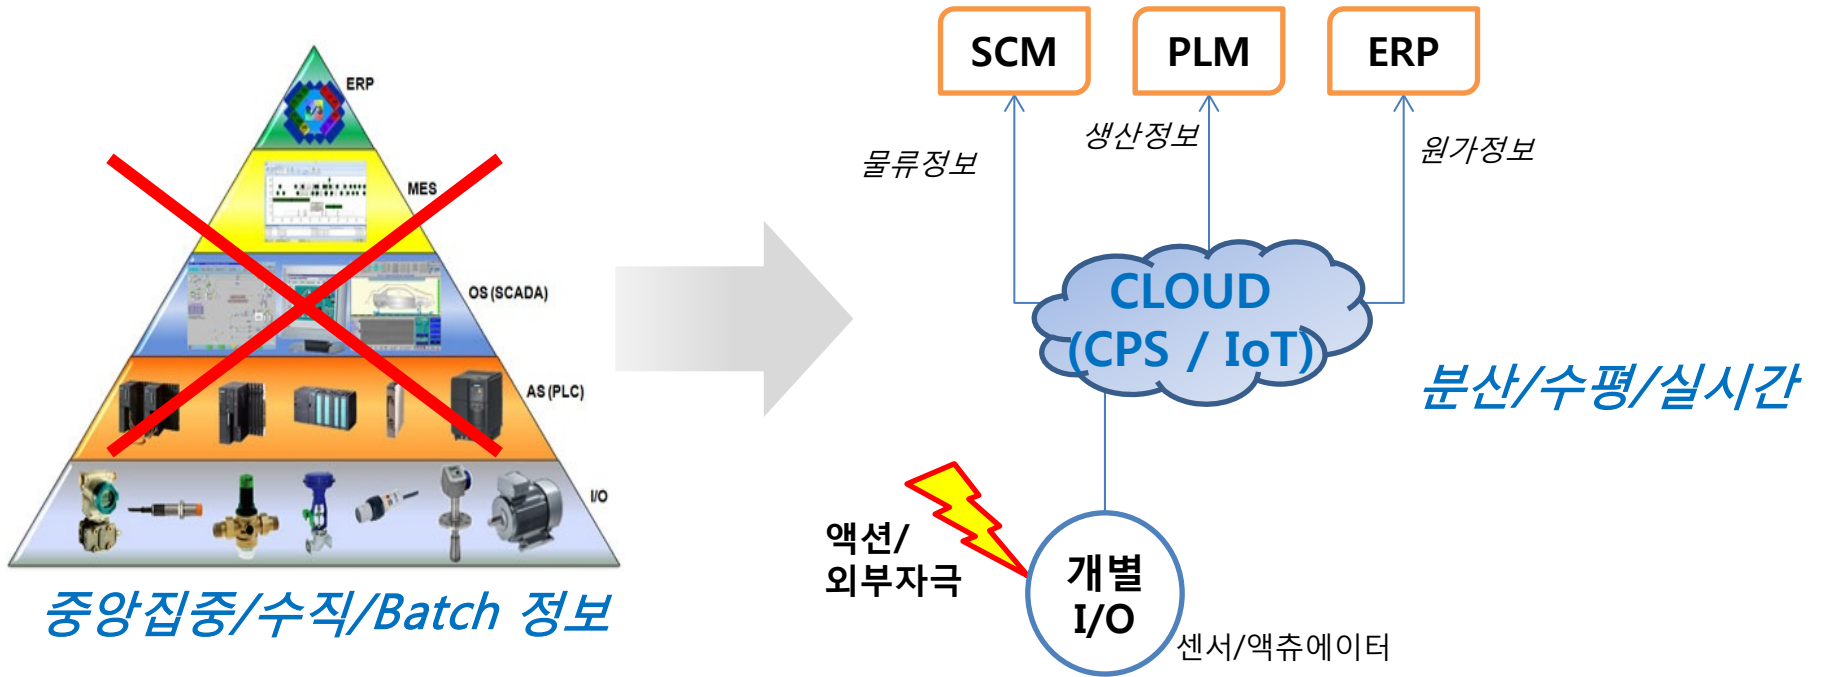 ERP
MES
OS (SCADA)
AS (PLC)
I/O
중앙집중/수직/Batch 정보
SCM
PLM
ERP
물류정보
생산정보
원가정보
CLOUD
(CPS / IoT)
분산/수평/실시간
액션/
외부자극
개별
I/O
센서/액츄에이터